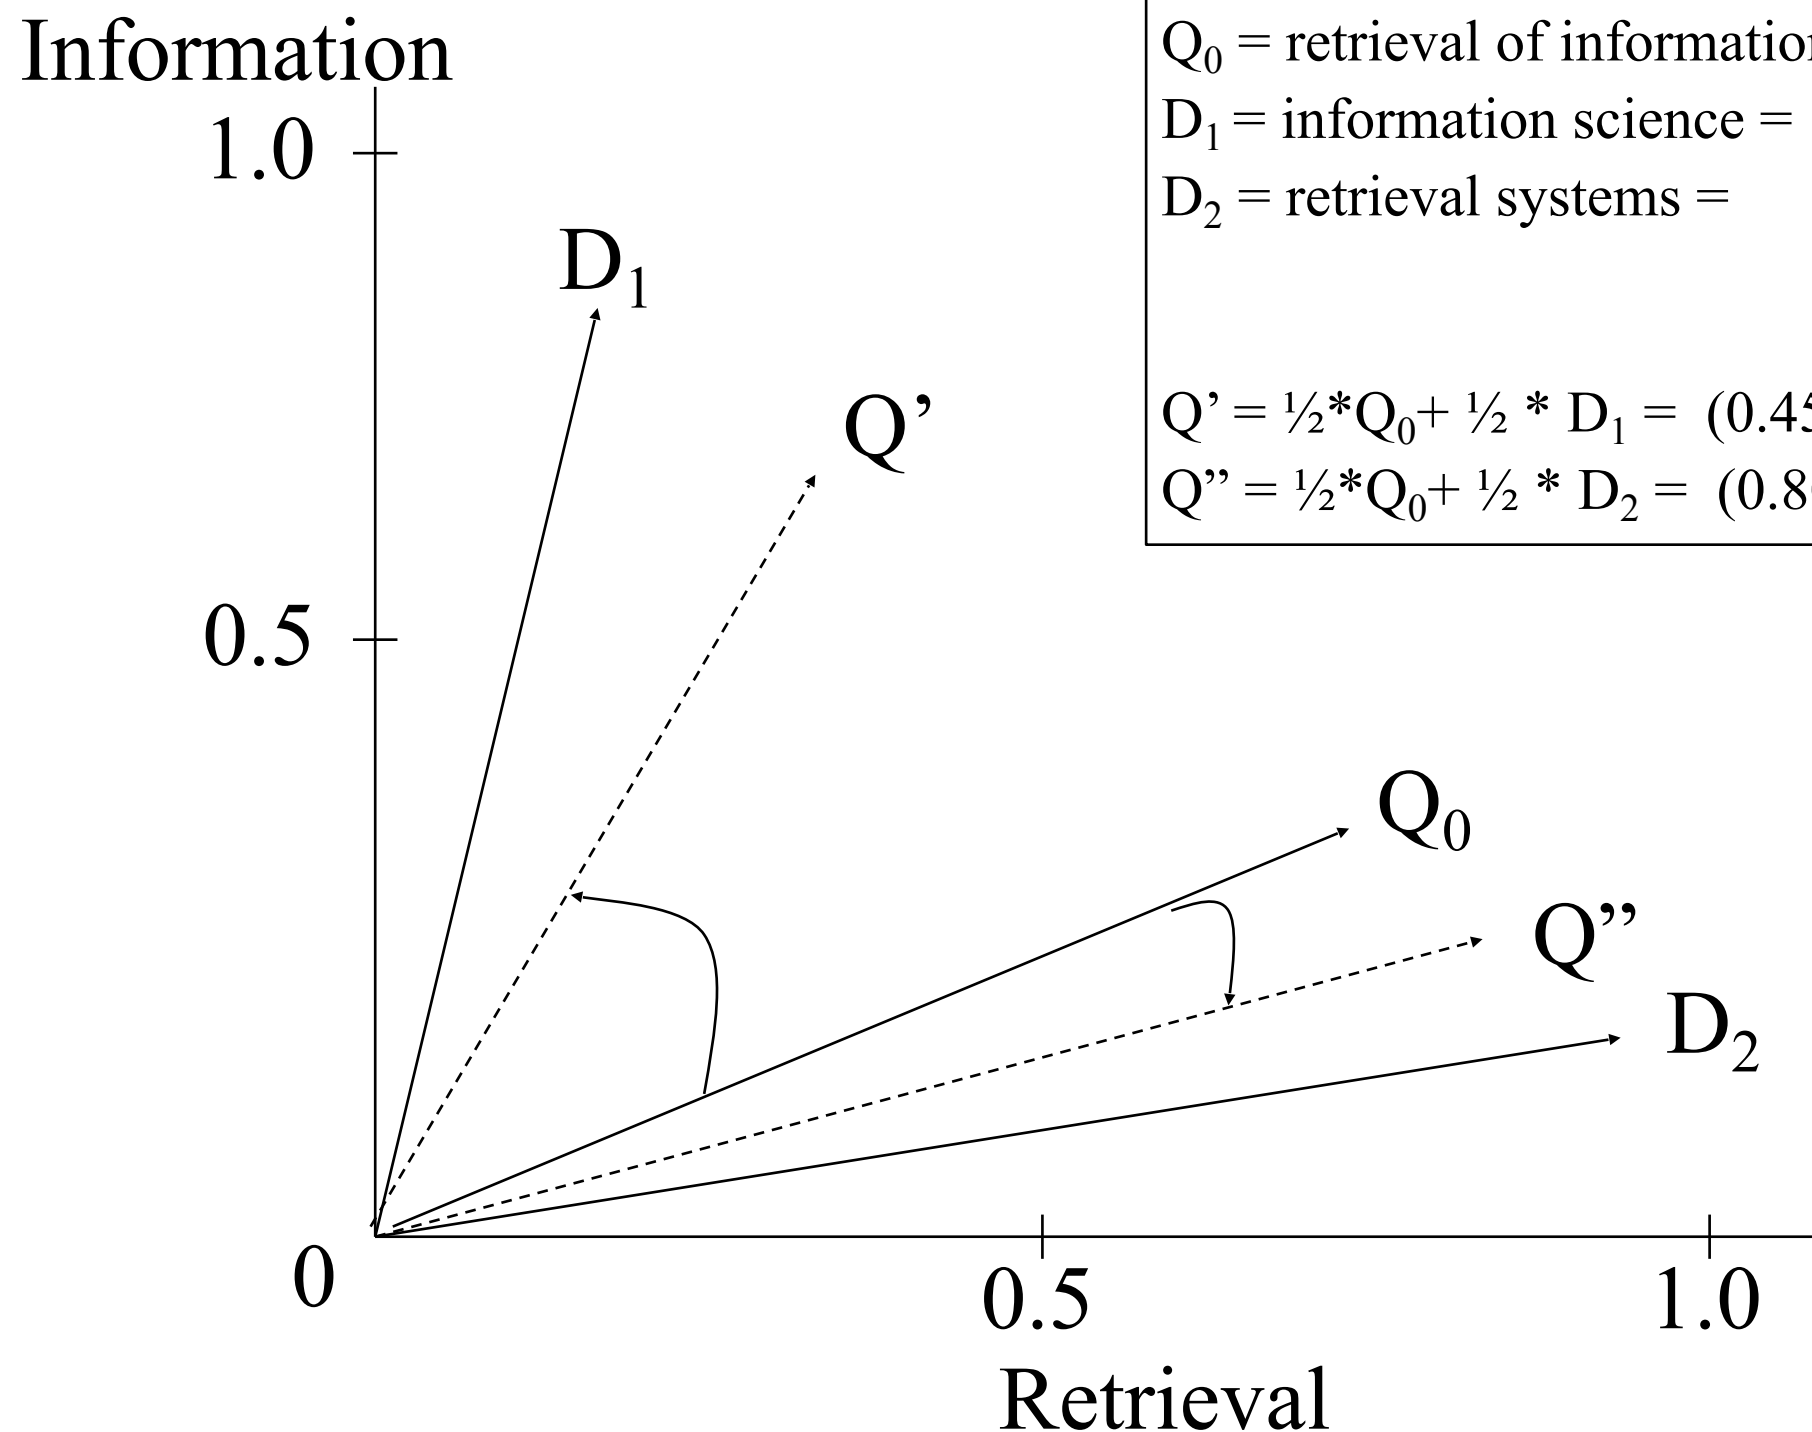 Information
1.0
0.5
0
0.5
1.0
Retrieval
D₁
Q’
Q₀
Q”
D₂
Q₀ = retrieval of
D₁ = information science =
D₂ = retrieval systems =
Q’ = ½*Q₀+ ½ * D₁ = (0.45
Q” = ½*Q₀+ ½ * D₂ = (0.8